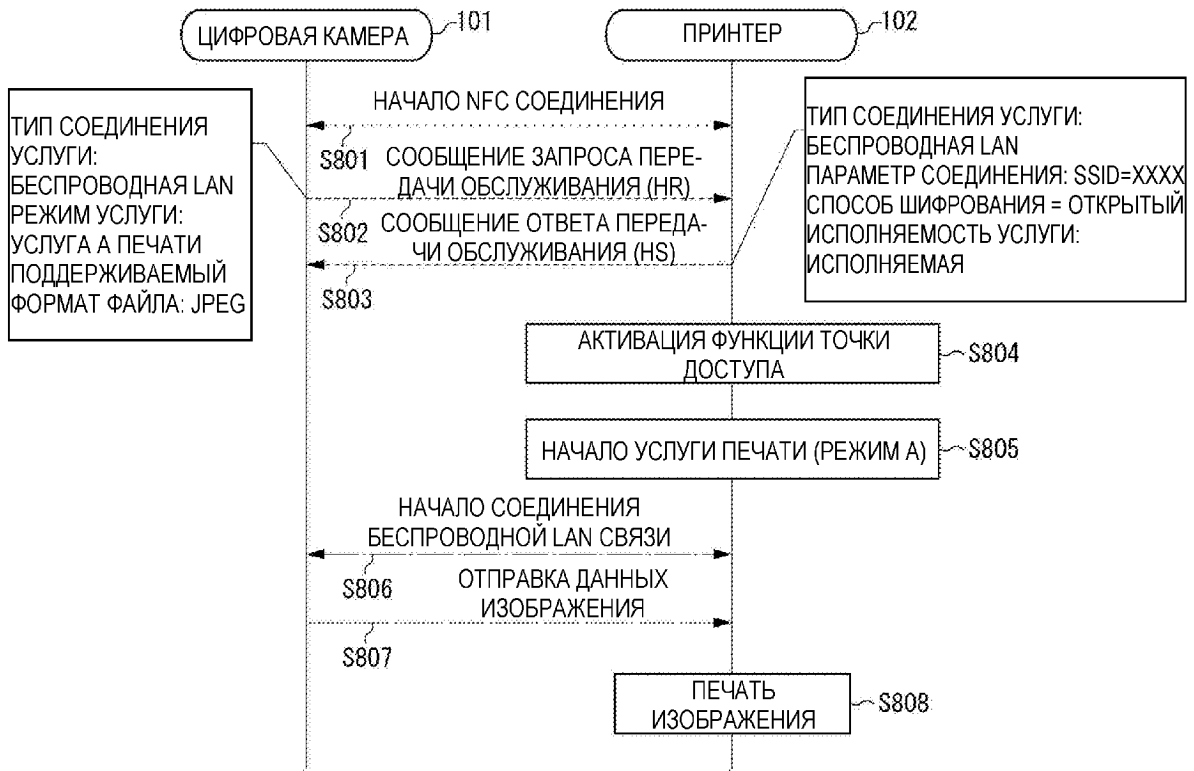 ЦИФРОВАЯ КАМЕРА
101
ПРИНТЕР
102
НАЧАЛО NFC СОЕДИНЕНИЯ
S801
СООБЩЕНИЕ ЗАПРОСА ПЕРЕ-
ДАЧИ ОБСЛУЖИВАНИЯ (HR)
S802
СООБЩЕНИЕ ОТВЕТА ПЕРЕДА-
ЧИ ОБСЛУЖИВАНИЯ (HS)
S803
ТИП СОЕДИНЕНИЯ
УСЛУГИ:
БЕСПРОВОДНАЯ LAN
РЕЖИМ УСЛУГИ:
УСЛУГА А ПЕЧАТИ
ПОДДЕРЖИВАЕМЫЙ
ФОРМАТ ФАЙЛА: JPEG
ТИП СОЕДИНЕНИЯ УСЛУГИ:
БЕСПРОВОДНАЯ LAN
ПАРАМЕТР СОЕДИНЕНИЯ: SSID=XXXX
СПОСОБ ШИФРОВАНИЯ = ОТКРЫТЫЙ
ИСПОЛНЯЕМОСТЬ УСЛУГИ:
ИСПОЛНЯЕМАЯ
АКТИВАЦИЯ ФУНКЦИИ ТОЧКИ
ДОСТУПА
S804
НАЧАЛО УСЛУГИ ПЕЧАТИ (РЕЖИМ А)
S805
НАЧАЛО СОЕДИНЕНИЯ
БЕСПРОВОДНОЙ LAN СВЯЗИ
S806
ОТПРАВКА ДАННЫХ
ИЗОБРАЖЕНИЯ
S807
ПЕЧАТЬ
ИЗОБРАЖЕНИЯ
S808